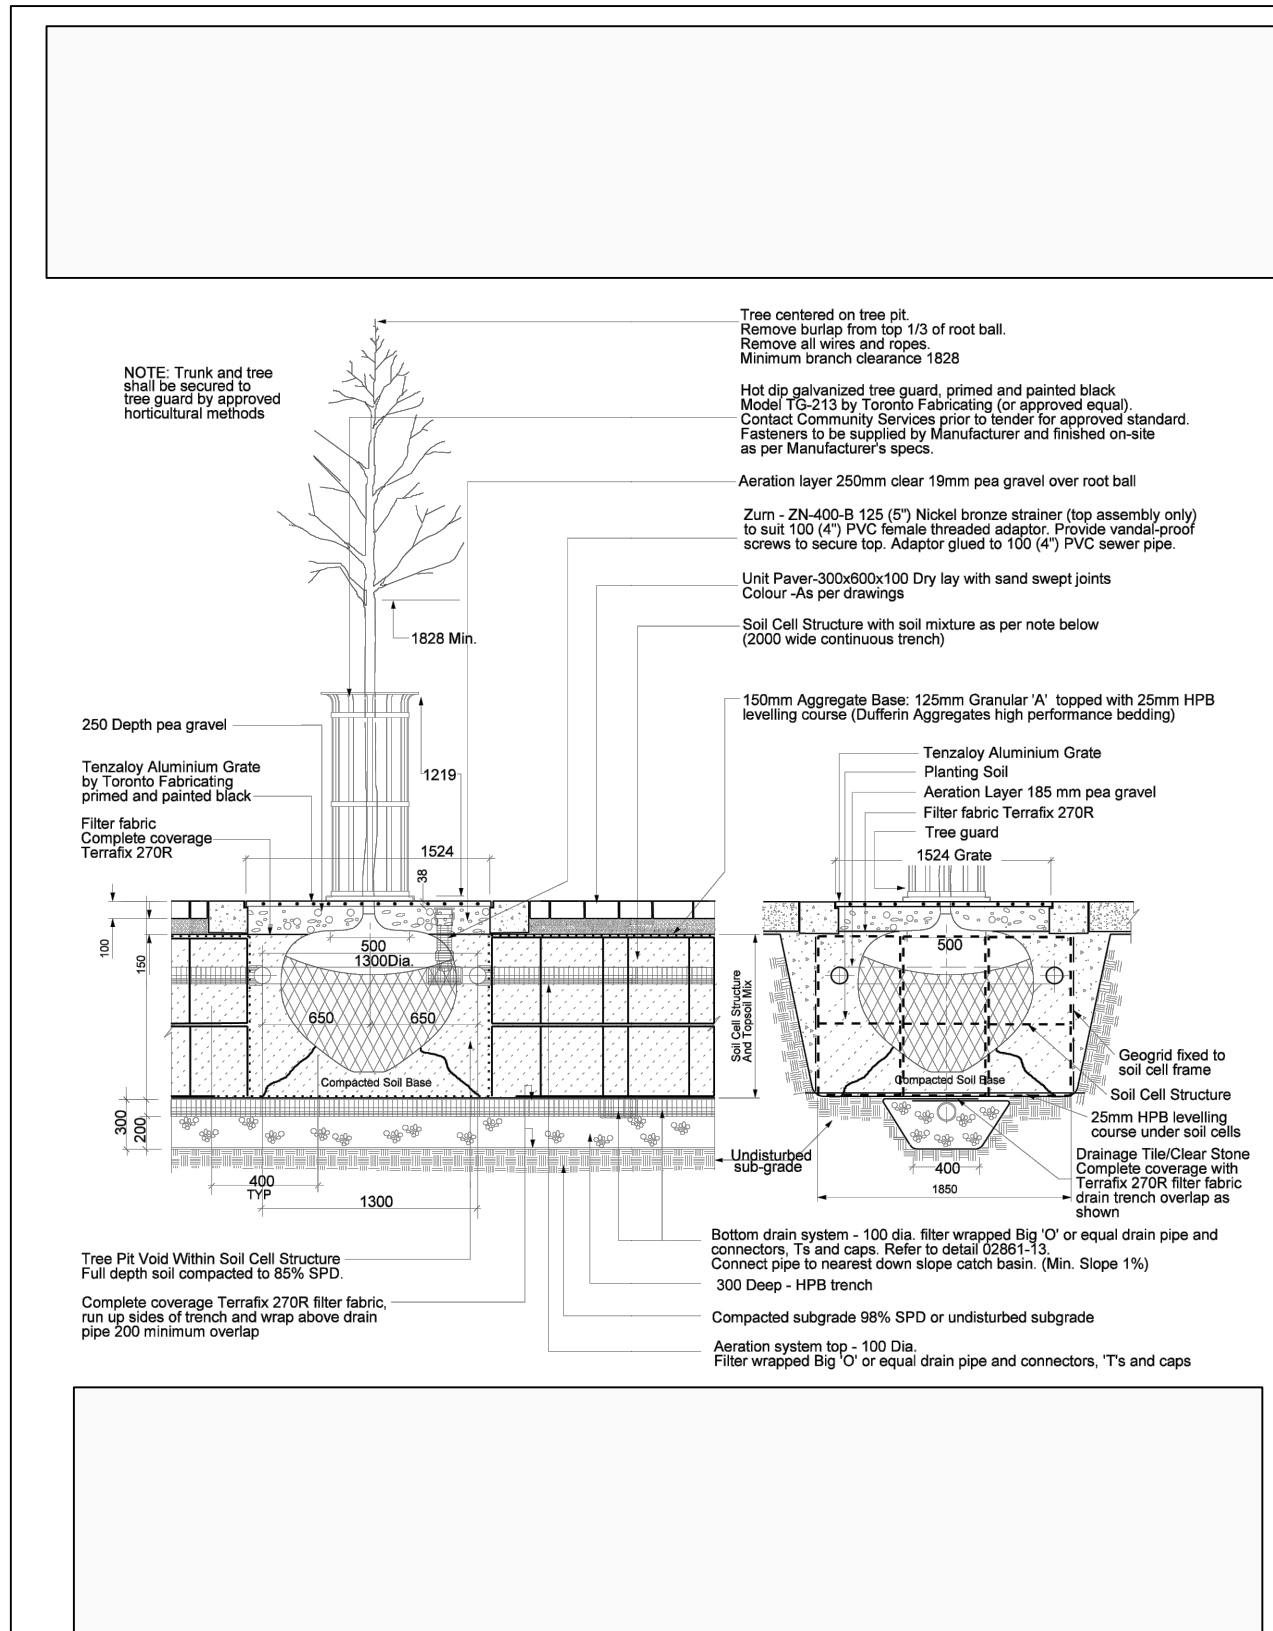 Tree centered on tree pit.
Remove burlap from top 1/3 of root ball.
Remove all wires and ropes.
Minimum branch clearance 1828
NOTE: Trunk and tree
shall be secured to
tree guard by approved
horticultural methods
Hot dip galvanized tree guard, primed and painted black
Model TG-213 by Toronto Fabricating (or approved equal).
Contact Community Services prior to tender for approved standard.
Fasteners to be supplied by Manufacturer and finished on-site
as per Manufacturer's specs.
Aeration layer 250mm clear 19mm pea gravel over root ball
Zurn - ZN-400-B 125 (5") Nickel bronze strainer (top assembly only)
to suit 100 (4") PVC female threaded adaptor. Provide vandal-proof
screws to secure top. Adaptor glued to 100 (4") PVC sewer pipe.
Unit Paver-300x600x100 Dry lay with sand swept joints
Colour -As per drawings
1828 Min.
Soil Cell Structure with soil mixture as per note below
(2000 wide continuous trench)
150mm Aggregate Base: 125mm Granular 'A' topped with 25mm HPB
levelling course (Dufferin Aggregates high performance bedding)
250 Depth pea gravel
Tenzaloy Aluminium Grate
by Toronto Fabricating
primed and painted black
Filter fabric
Complete coverage
Terrafix 270R
1219
1524
38
Tenzaloy Aluminium Grate
Planting Soil
Aeration Layer 185 mm pea gravel
Filter fabric Terrafix 270R
Tree guard
1524 Grate
100
150
500
1300Dia.
650
650
Compacted Soil Base
Soil Cell Structure
And Topsoil Mix
500
Compacted Soil Base
Geogrid fixed to
soil cell frame
Soil Cell Structure
25mm HPB levelling
course under soil cells
Drainage Tile/Clear Stone
Complete coverage with
Terrafix 270R filter fabric
drain trench overlap as
shown
300
200
Undisturbed
sub-grade
400
TYP
1300
400
1850
Tree Pit Void Within Soil Cell Structure
Full depth soil compacted to 85% SPD.
Complete coverage Terrafix 270R filter fabric,
run up sides of trench and wrap above drain
pipe 200 minimum overlap
Bottom drain system - 100 dia. filter wrapped Big 'O' or equal drain pipe and
connectors, Ts and caps. Refer to detail 02861-13.
Connect pipe to nearest down slope catch basin. (Min. Slope 1%)
300 Deep - HPB trench
Compacted subgrade 98% SPD or undisturbed subgrade
Aeration system top - 100 Dia.
Filter wrapped Big 'O' or equal drain pipe and connectors, 'T's and caps